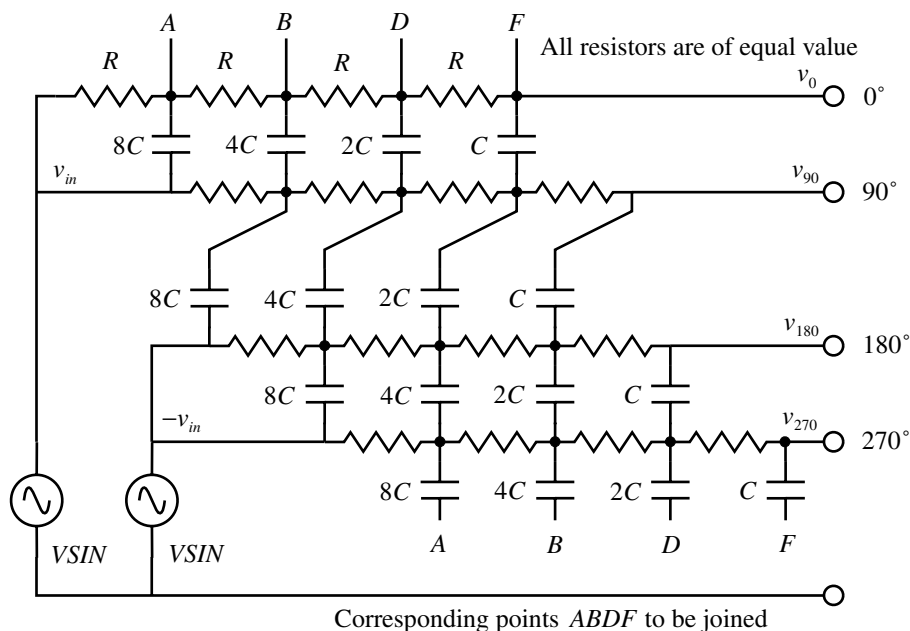 A B D F
All resistors are of equal value
R R R R
v0 0°
8C 4C 2C C
vin
v90 90°
8C 4C 2C C
v180 180°
8C 4C 2C C
−vin
v270 270°
8C 4C 2C C
A B D F
VSIN VSIN
Corresponding points ABDF to be joined